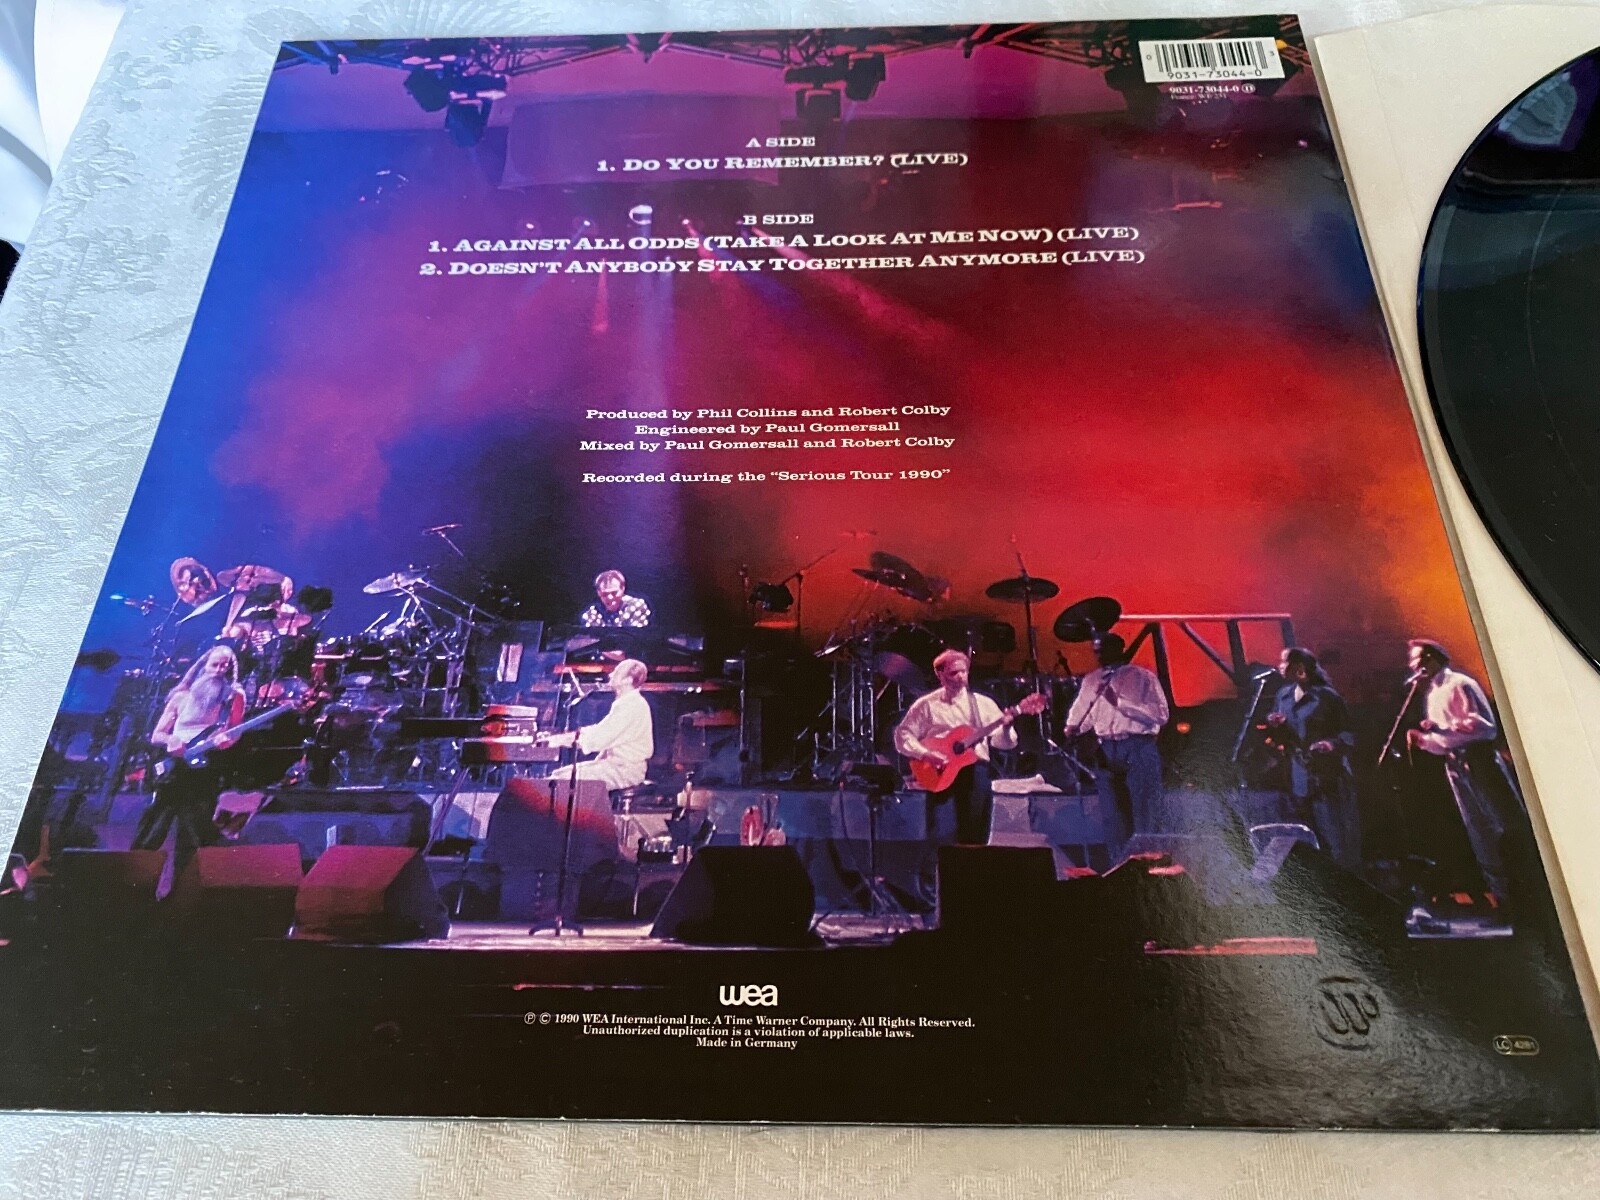 9031-73044-0
9031-73044-0 D
A SIDE
1. DO YOU REMEMBER? (LIVE)
B SIDE
1. AGAINST ALL ODDS (TAKE A LOOK AT ME NOW) (LIVE)
2. DOESN'T ANYBODY STAY TOGETHER ANYMORE (LIVE)
Produced by Phil Collins and Robert Colby
Engineered by Paul Gomersall
Mixed by Paul Gomersall and Robert Colby
Recorded during the "Serious Tour 1990"
wea
℗ © 1990 WEA International Inc. A Time Warner Company. All Rights Reserved.
Unauthorized duplication is a violation of applicable laws.
Made in Germany
LC 4281